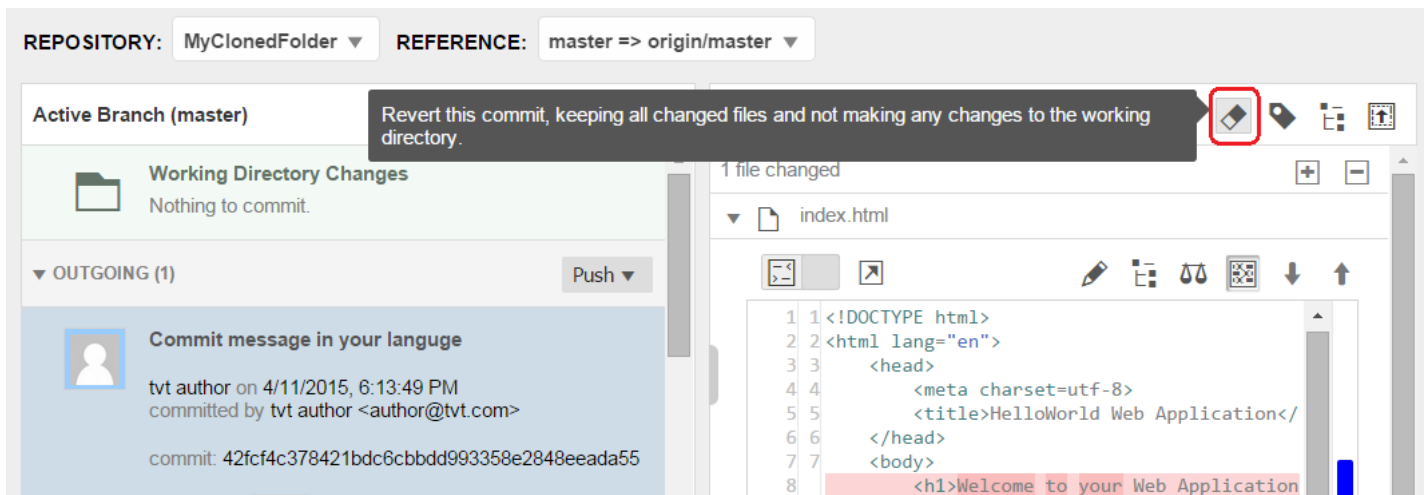 REPOSITORY: MyClonedFolder REFERENCE: master => origin/master
Active Branch (master)
Revert this commit, keeping all changed files and not making any changes to the working
directory.
Working Directory Changes
Nothing to commit.
OUTGOING (1)
Push
Commit message in your languge
tvt author on 4/11/2015, 6:13:49 PM
committed by tvt author <author@tvt.com>
commit: 42fcf4c378421bdc6cbbdd993358e2848eeada55
1 file changed
index.html
1 1 <!DOCTYPE html>
2 2 <html lang="en">
3 3 <head>
4 4 <meta charset=utf-8>
5 5 <title>HelloWorld Web Application</
6 6 </head>
7 7 <body>
8 <h1>Welcome to your Web Application